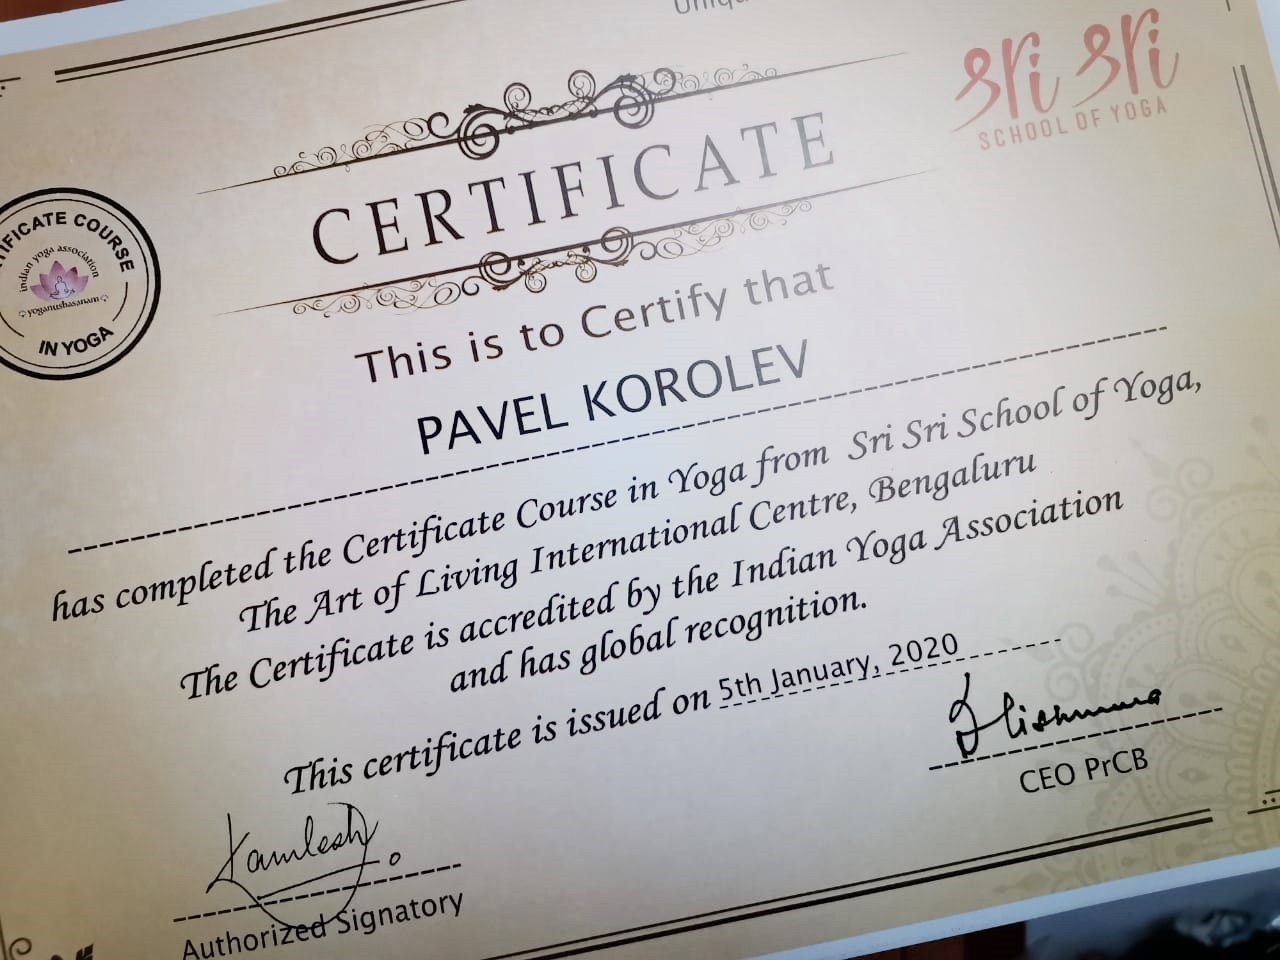 sri sri
SCHOOL OF YOGA
CERTIFICATE
COURSE
indian yoga association
yoganushasanam
IN YOGA
This is to Certify that
PAVEL KOROLEV
has completed the Certificate Course in Yoga from Sri Sri School of Yoga,
The Art of Living International Centre, Bengaluru
The Certificate is accredited by the Indian Yoga Association
and has global recognition.
This certificate is issued on 5th January, 2020
CEO PrCB
Kamlesh
Authorized Signatory